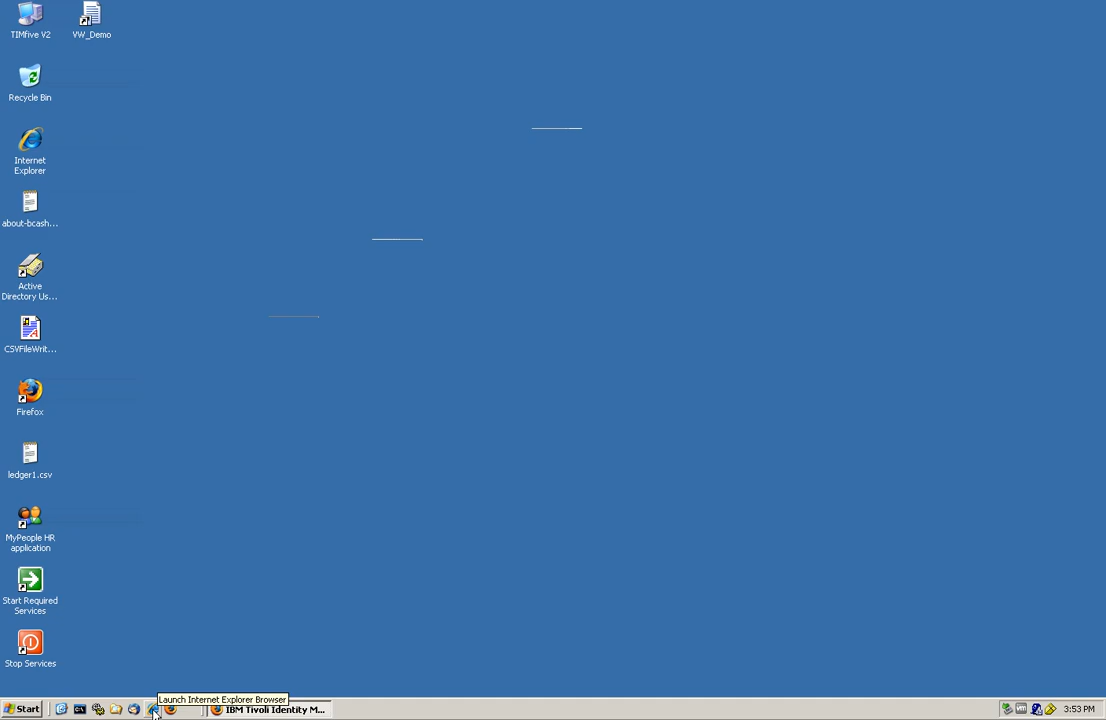 TIMfive V2
VW_Demo
Recycle Bin
Internet
Explorer
about-bcash...
Active
Directory Us...
CSVFileWrit...
Firefox
ledger1.csv
MyPeople HR
application
Start Required
Services
Stop Services
Launch Internet Explorer Browser
Start
IBM Tivoli Identity M...
3:53 PM